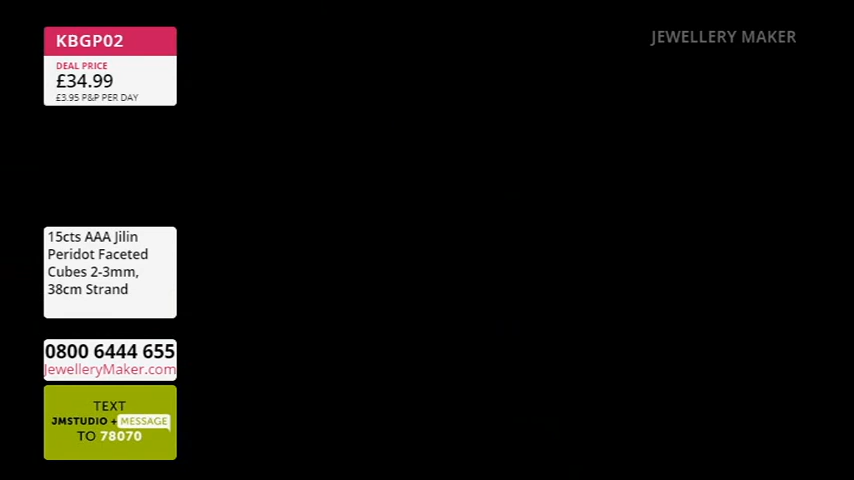 KBGP02
JEWELLERY MAKER
DEAL PRICE
£34.99
£3.95 P&P PER DAY
15cts AAA Jilin
Peridot Faceted
Cubes 2-3mm,
38cm Strand
0800 6444 655
JewelleryMaker.com
TEXT
JMSTUDIO + MESSAGE
TO 78070